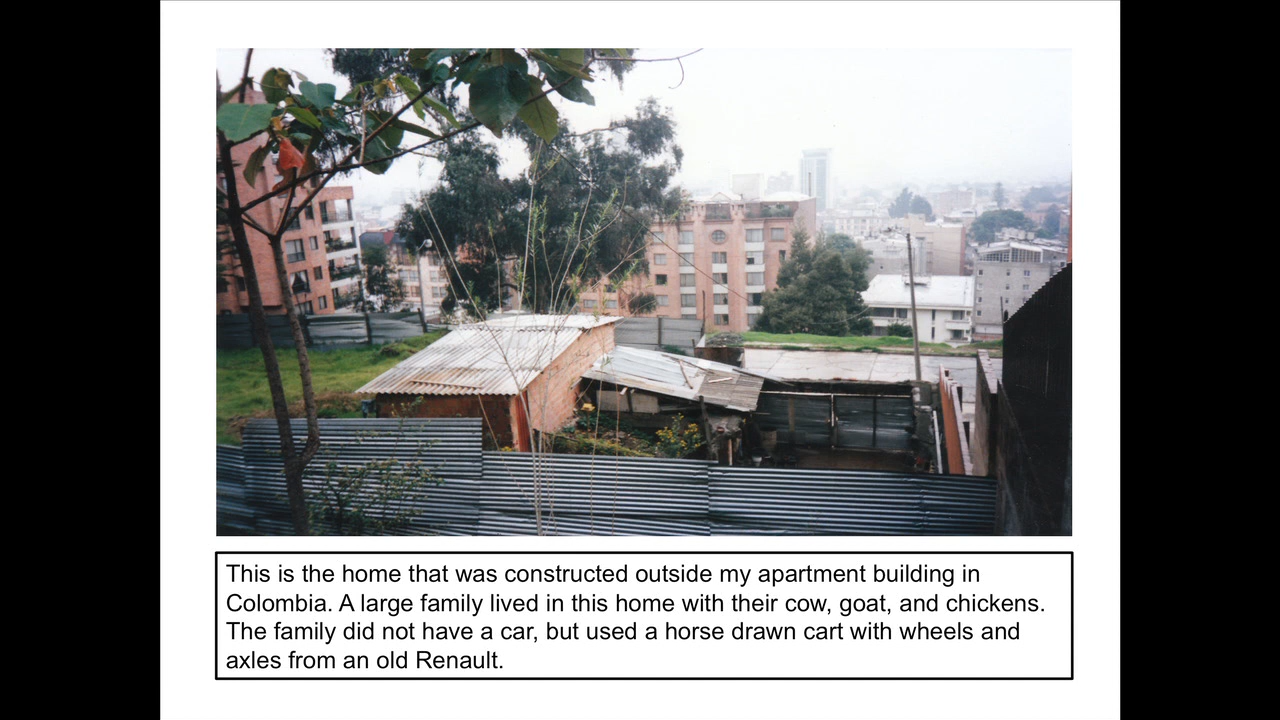 This is the home that was constructed outside my apartment building in
Colombia. A large family lived in this home with their cow, goat, and chickens.
The family did not have a car, but used a horse drawn cart with wheels and
axles from an old Renault.